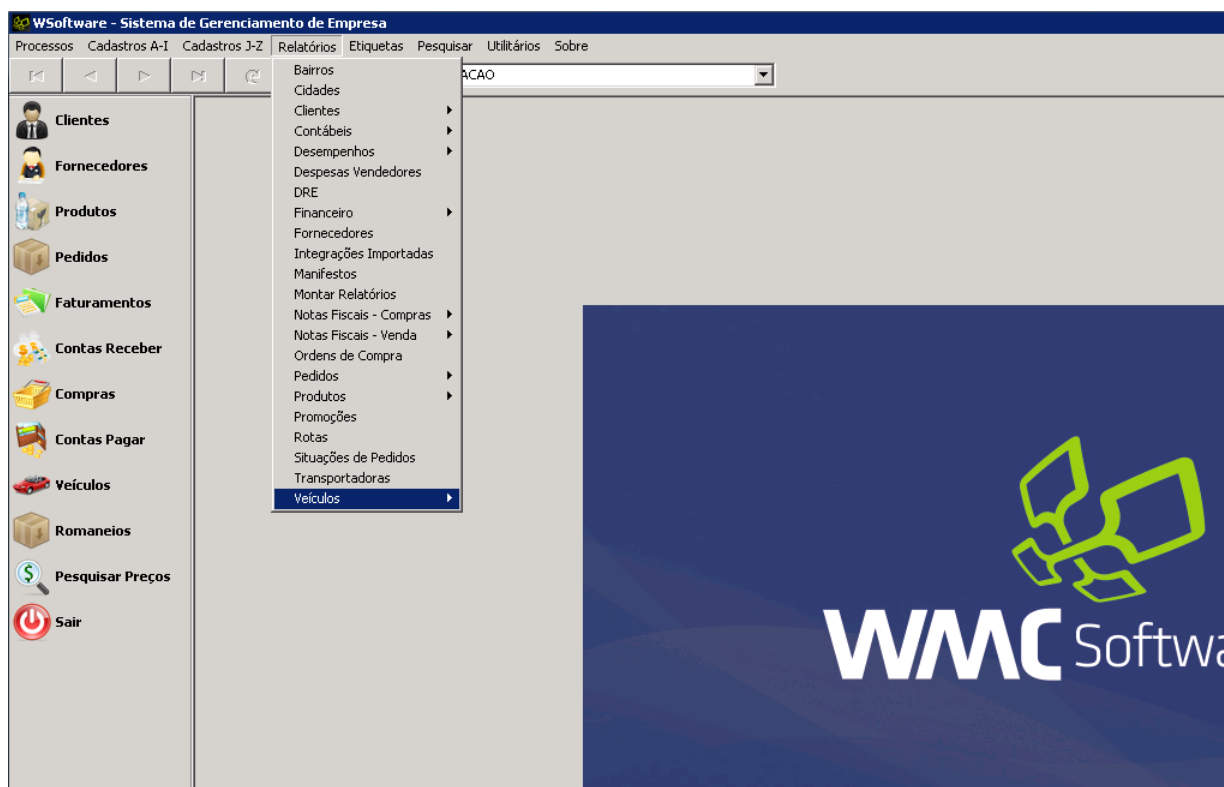 WSoftware - Sistema de Gerenciamento de Empresa
Processos Cadastros A-I Cadastros J-Z Relatórios Etiquetas Pesquisar Utilitários Sobre
ACAO
Clientes
Fornecedores
Produtos
Pedidos
Faturamentos
Contas Receber
Compras
Contas Pagar
Veículos
Romaneios
Pesquisar Preços
Sair
Bairros
Cidades
Clientes
Contábeis
Desempenhos
Despesas Vendedores
DRE
Financeiro
Fornecedores
Integrações Importadas
Manifestos
Montar Relatórios
Notas Fiscais - Compras
Notas Fiscais - Venda
Ordens de Compra
Pedidos
Produtos
Promoções
Rotas
Situações de Pedidos
Transportadoras
Veículos
WMC Softwa